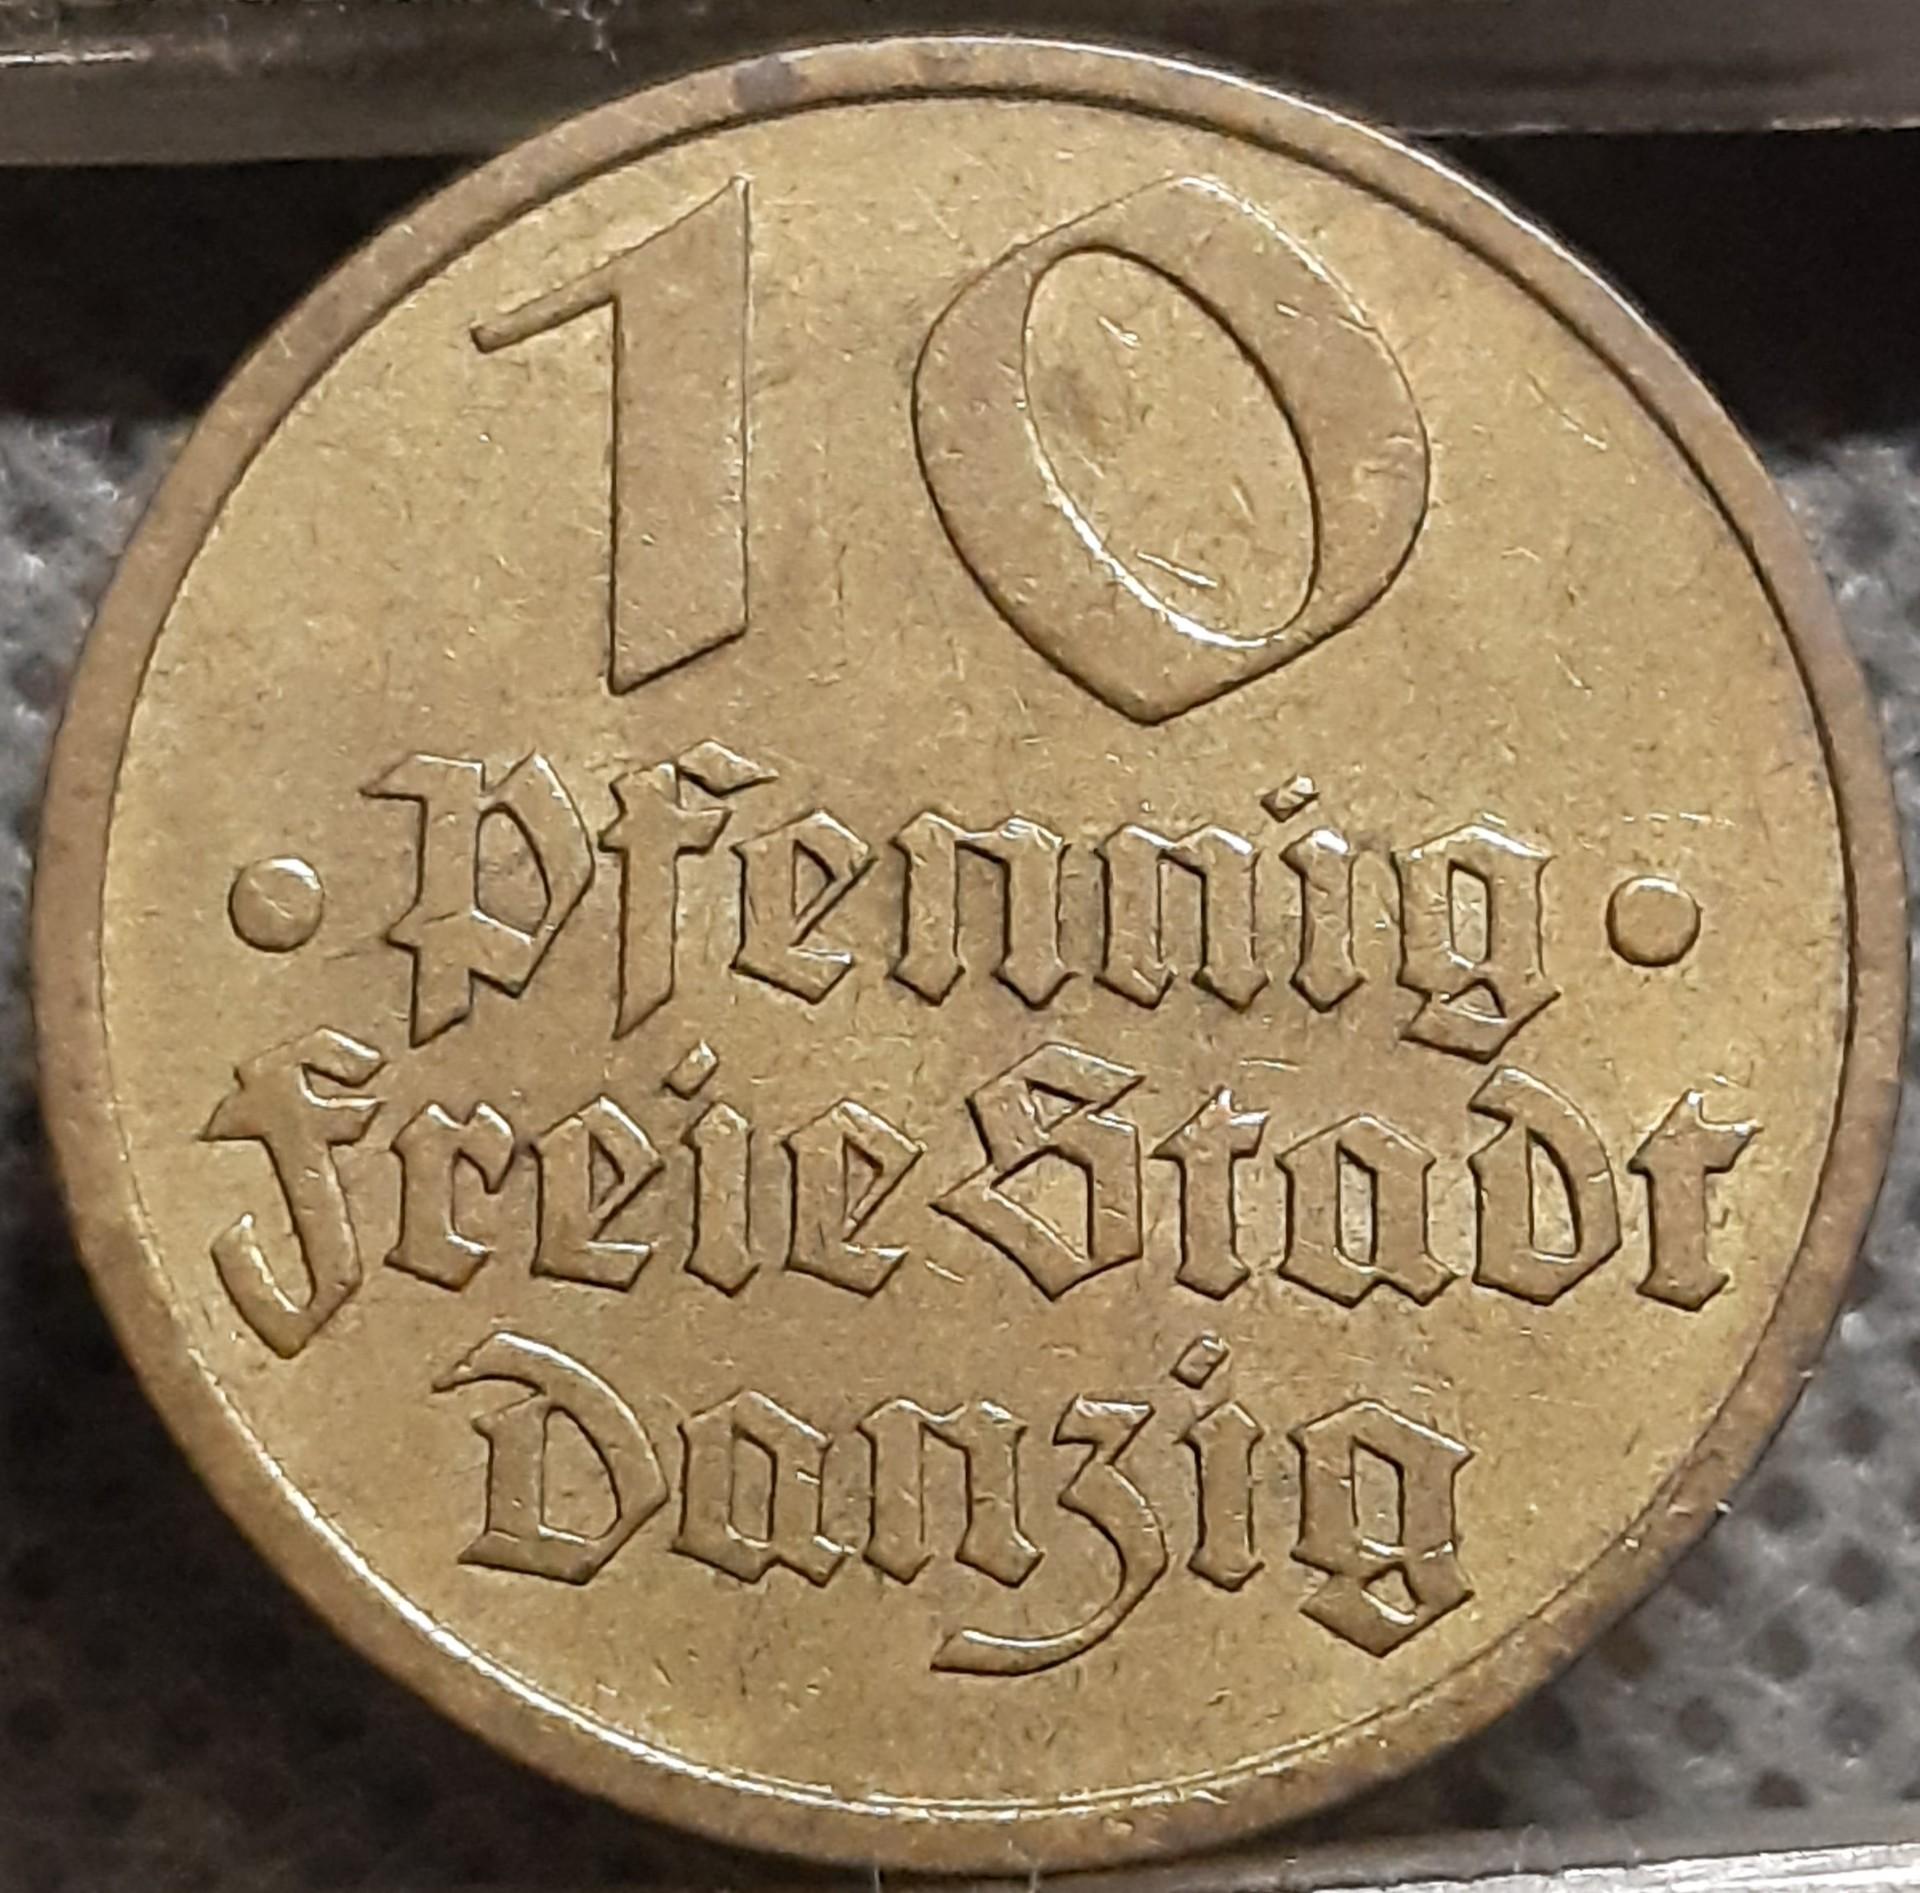 10
• Pfennig •
Freie Stadt
Danzig